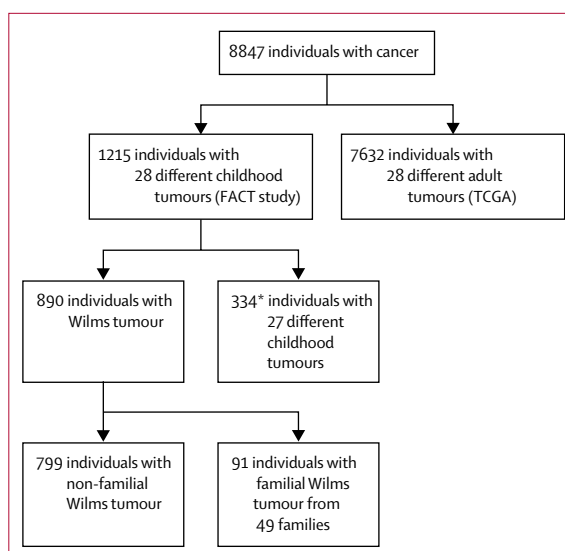 8847 individuals with cancer
1215 individuals with
28 different childhood
tumours (FACT study)
7632 individuals with
28 different adult
tumours (TCGA)
890 individuals with
Wilms tumour
334* individuals with
27 different
childhood
tumours
799 individuals with
non-familial
Wilms tumour
91 individuals with
familial Wilms
tumour from
49 families